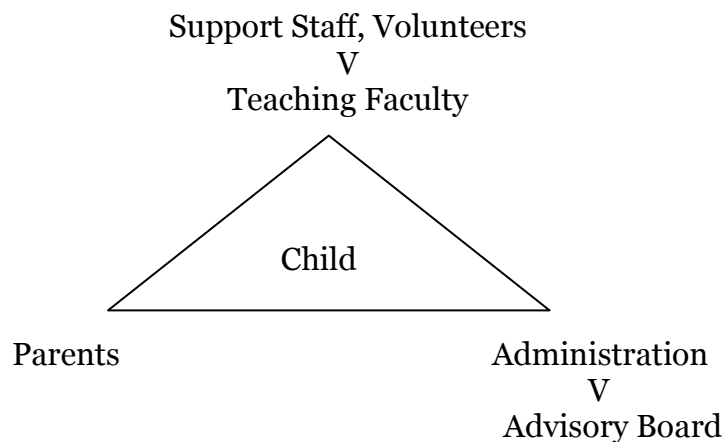 Support Staff, Volunteers
V
Teaching Faculty
Child
Parents
Administration
V
Advisory Board